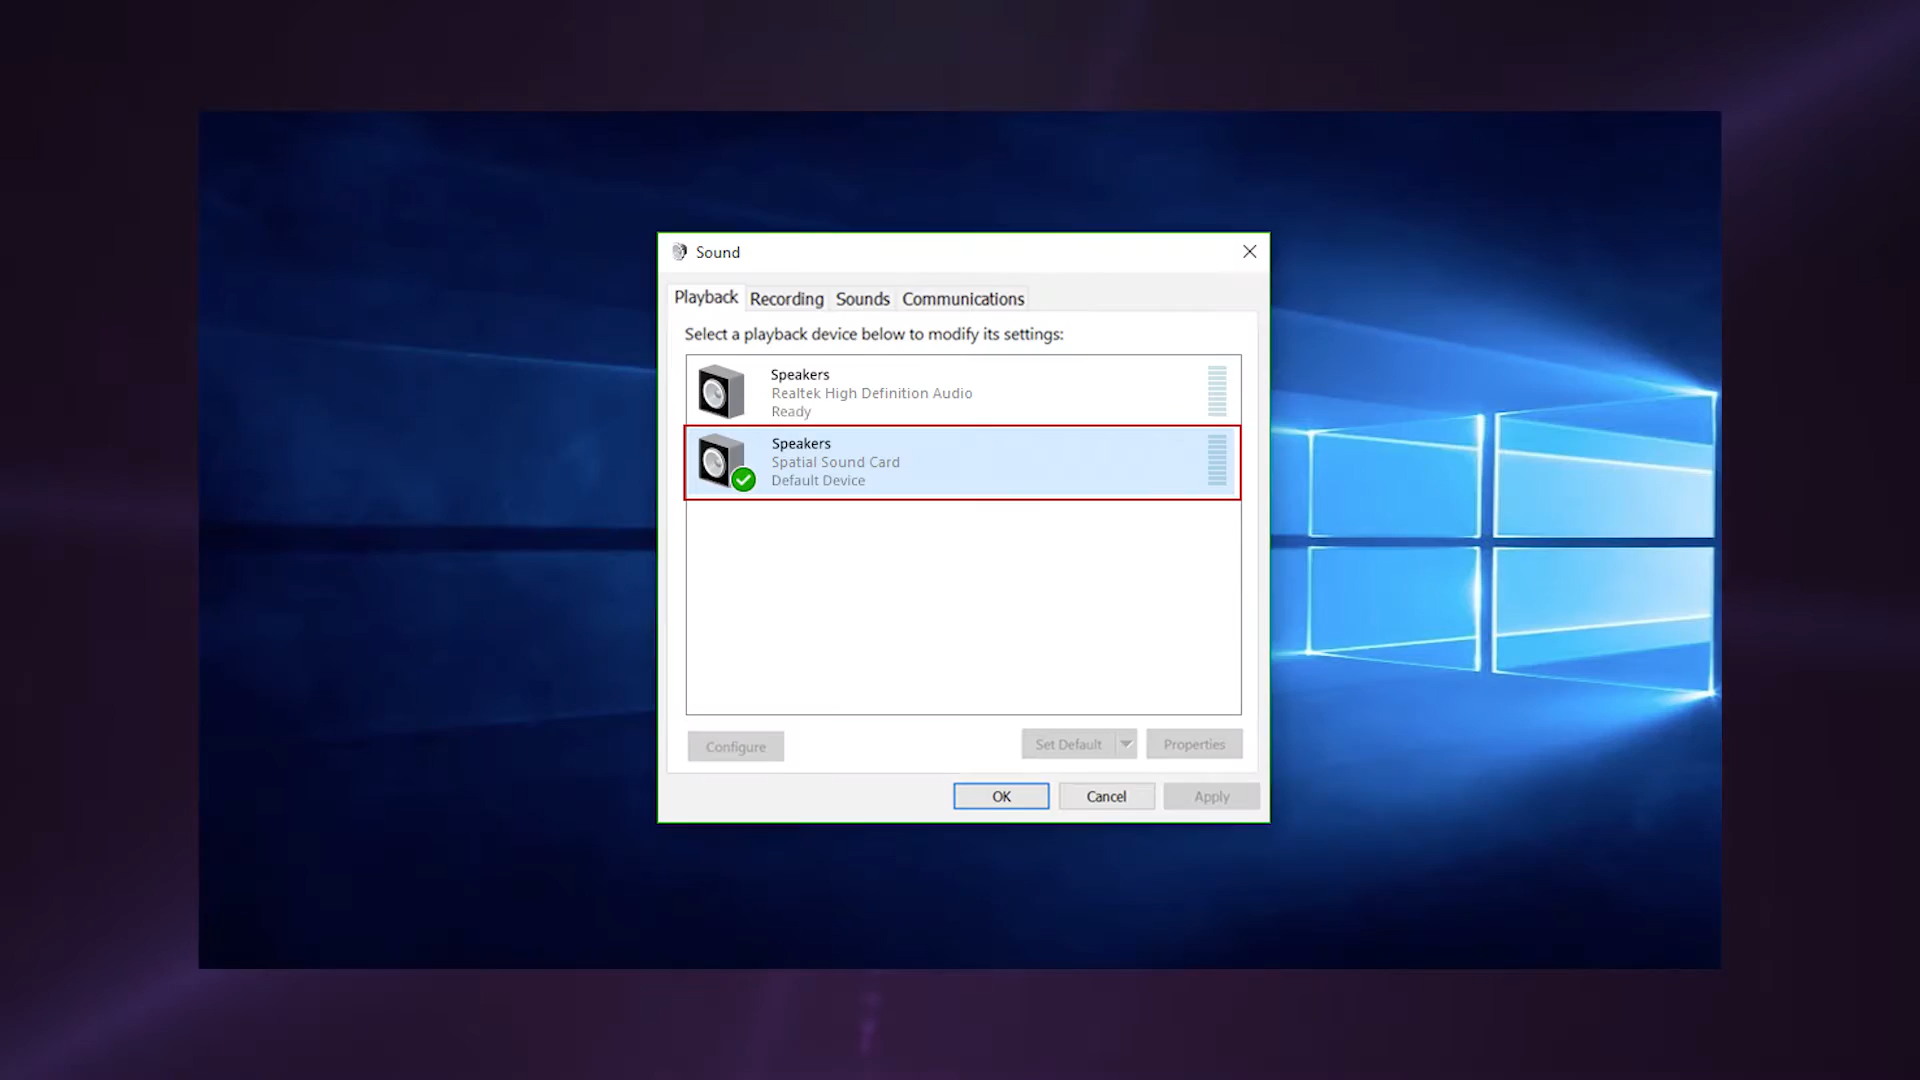 Sound
Playback Recording Sounds Communications
Select a playback device below to modify its settings:
Speakers
Realtek High Definition Audio
Ready
Speakers
Spatial Sound Card
Default Device
Configure Set Default Properties
OK Cancel Apply